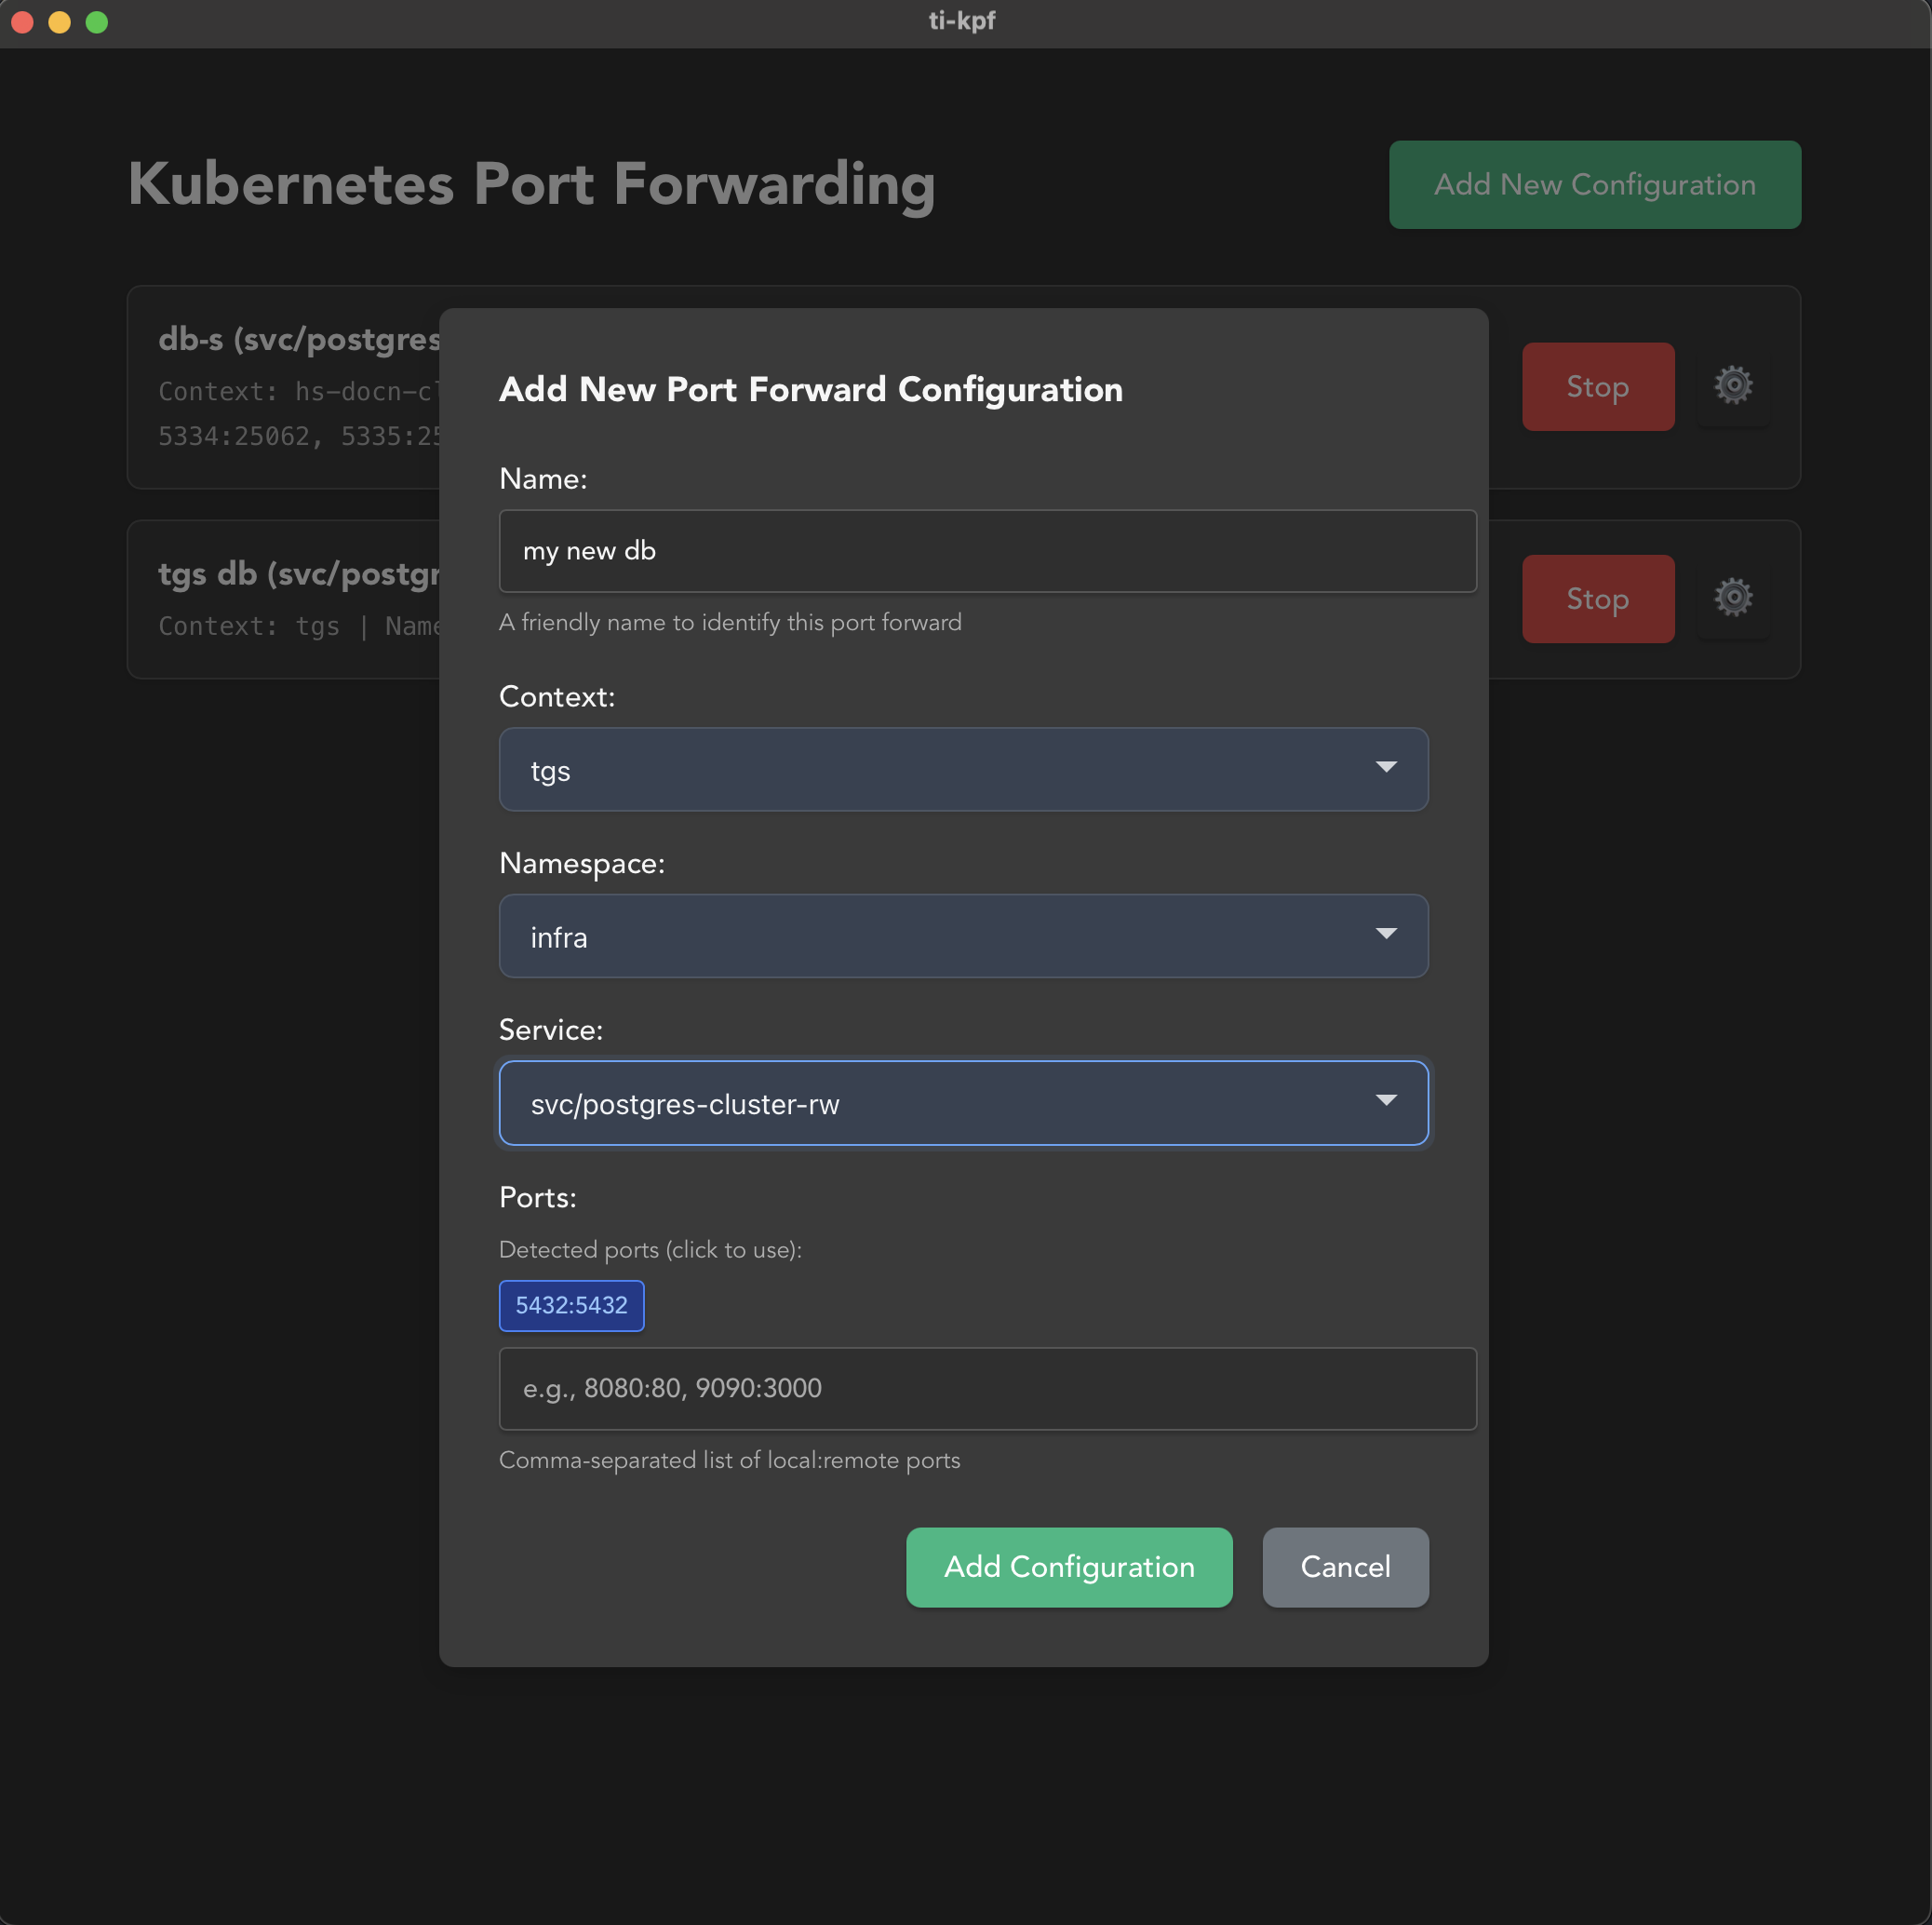 ti-kpf
Kubernetes Port Forwarding
Add New Configuration
db-s (svc/postgres
Context: hs-docn-c
5334:25062, 5335:25
Stop
tgs db (svc/postgr
Context: tgs | Name
Stop
Add New Port Forward Configuration
Name:
my new db
A friendly name to identify this port forward
Context:
tgs
Namespace:
infra
Service:
svc/postgres-cluster-rw
Ports:
Detected ports (click to use):
5432:5432
e.g., 8080:80, 9090:3000
Comma-separated list of local:remote ports
Add Configuration
Cancel